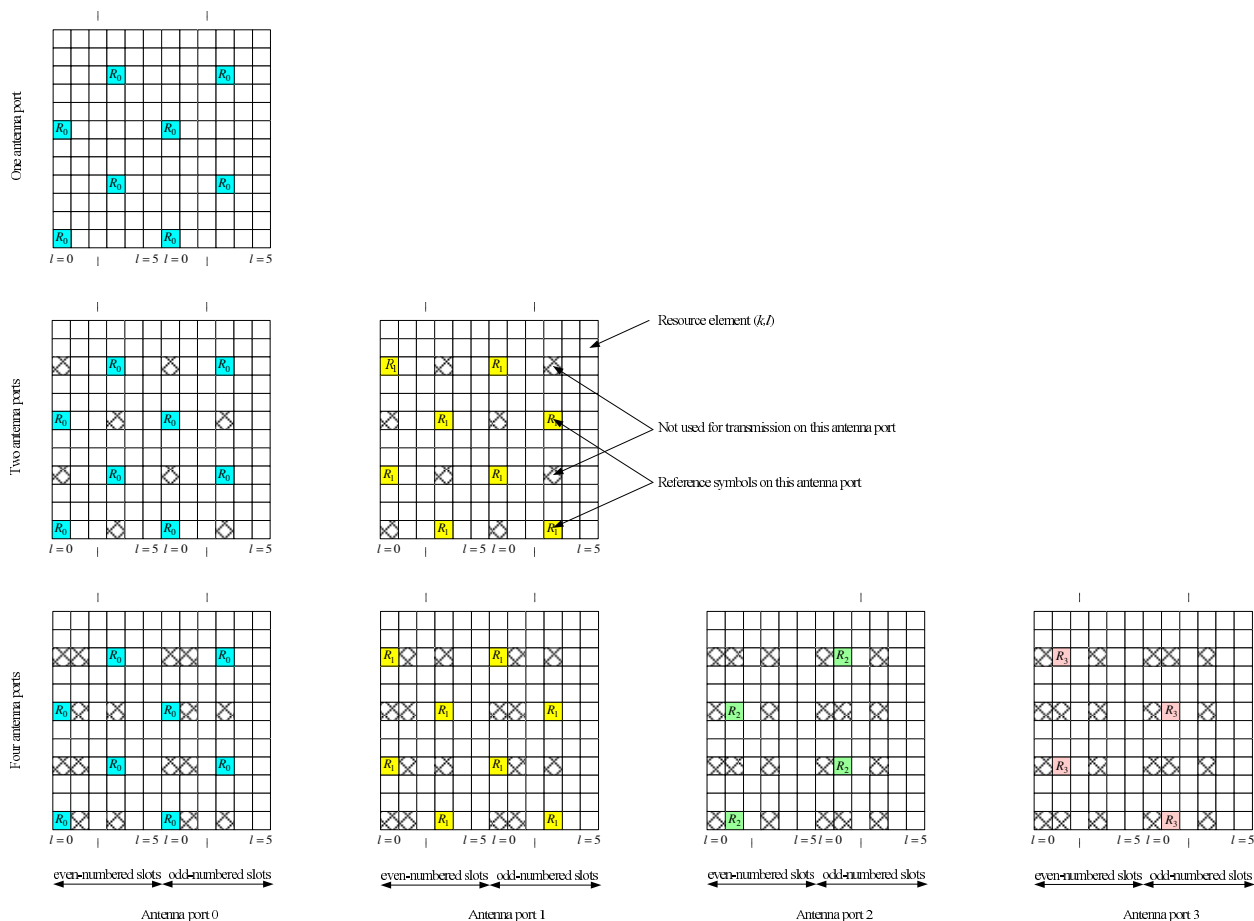 One antenna port
R0 R0
R0 R0
R0 R0
R0 R0
l = 0 l = 5 l = 0 l = 5
Two antenna ports
R0 R0
R0 R0
R0 R0
R0 R0
l = 0 l = 5 l = 0 l = 5
R1 R1
R1 R1
R1 R1
R1 R1
l = 0 l = 5 l = 0 l = 5
Resource element (k,l)
Not used for transmission on this antenna port
Reference symbols on this antenna port
Four antenna ports
R0 R0
R0 R0
R0 R0
R0 R0
l = 0 l = 5 l = 0 l = 5
even-numbered slots odd-numbered slots
Antenna port 0
R1 R1
R1 R1
R1 R1
R1 R1
l = 0 l = 5 l = 0 l = 5
even-numbered slots odd-numbered slots
Antenna port 1
R2
R2
R2
R2
l = 0 l = 5 l = 0 l = 5
even-numbered slots odd-numbered slots
Antenna port 2
R3
R3
R3
R3
l = 0 l = 5 l = 0 l = 5
even-numbered slots odd-numbered slots
Antenna port 3